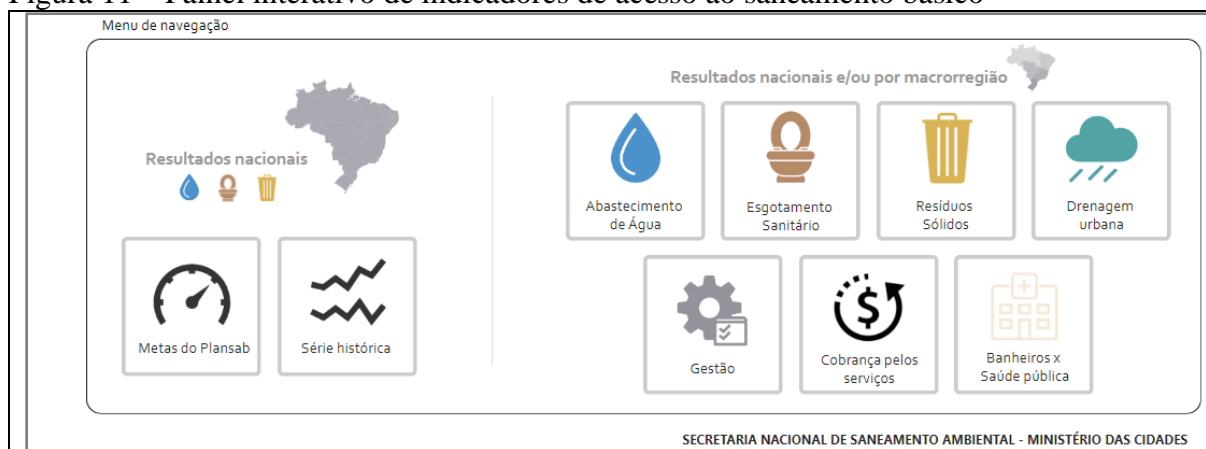 Figura 11 – Painel interativo de indicadores de acesso ao saneamento básico
Menu de navegação
Resultados nacionais
Metas do Plansab
Série histórica
Resultados nacionais e/ou por macrorregião
Abastecimento
de Água
Esgotamento
Sanitário
Resíduos
Sólidos
Drenagem
urbana
Gestão
Cobrança pelos
serviços
Banheiros x
Saúde pública
SECRETARIA NACIONAL DE SANEAMENTO AMBIENTAL - MINISTÉRIO DAS CIDADES